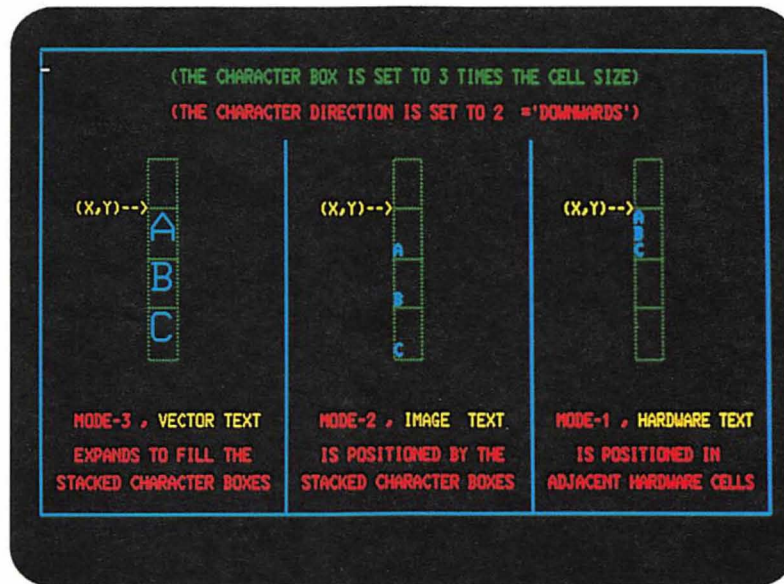 (THE CHARACTER BOX IS SET TO 3 TIMES THE CELL SIZE)
(THE CHARACTER DIRECTION IS SET TO 2 ='DOWNWARDS')
(X,Y)-->
A
B
C
MODE-3 , VECTOR TEXT
EXPANDS TO FILL THE
STACKED CHARACTER BOXES
(X,Y)-->
A
B
C
MODE-2 , IMAGE TEXT
IS POSITIONED BY THE
STACKED CHARACTER BOXES
(X,Y)-->
A
B
C
MODE-1 , HARDWARE TEXT
IS POSITIONED IN
ADJACENT HARDWARE CELLS